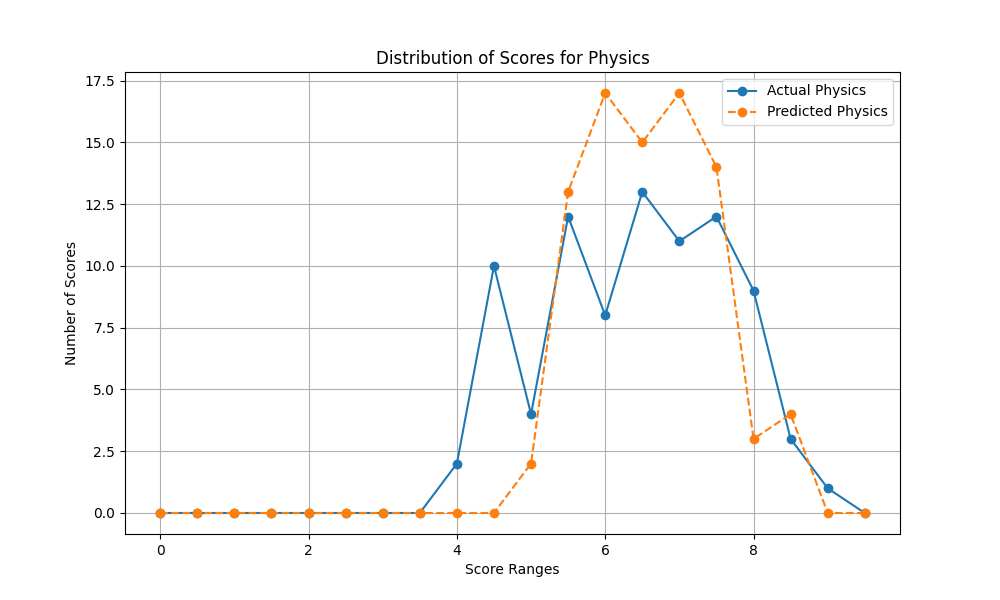 Distribution of Scores for Physics
Actual Physics
Predicted Physics
17.5
15.0
12.5
10.0
7.5
5.0
2.5
0.0
Number of Scores
0 2 4 6 8
Score Ranges